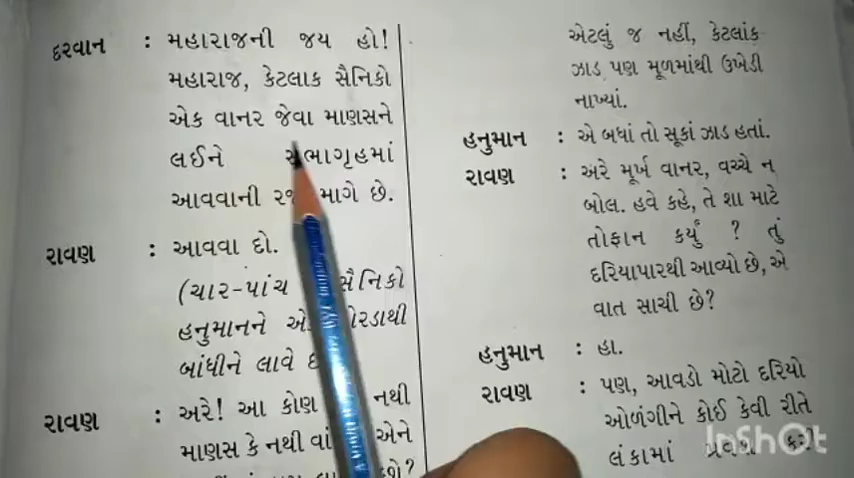 દરવાન : મહારાજની જય હો!
મહારાજ, કેટલાક સૈનિકો
એક વાનર જેવા માણસને
લઈને સભાગૃહમાં
આવવાની માગે છે.
રાવણ : આવવા દો.
(ચાર-પાંચ સૈનિકો
હનુમાનને
બાંધીને લાવે
રાવણ : અરે! આ કોણ નથી
માણસ કે નથી એને
એટલું જ નહીં, કેટલાંક
ઝાડ પણ મૂળમાંથી ઉખેડી
નાખ્યાં.
હનુમાન : એ બધાં તો સૂકાં ઝાડ હતાં.
રાવણ : અરે મૂર્ખ વાનર, વચ્ચે ન
બોલ. હવે કહે, તે શા માટે
તોફાન કર્યું ? તું
દરિયાપારથી આવ્યો છે, એ
વાત સાચી છે?
હનુમાન : હા.
રાવણ : પણ, આવડો મોટો દરિયો
ઓળંગીને કોઈ કેવી રીતે
લંકામાં
InShOt